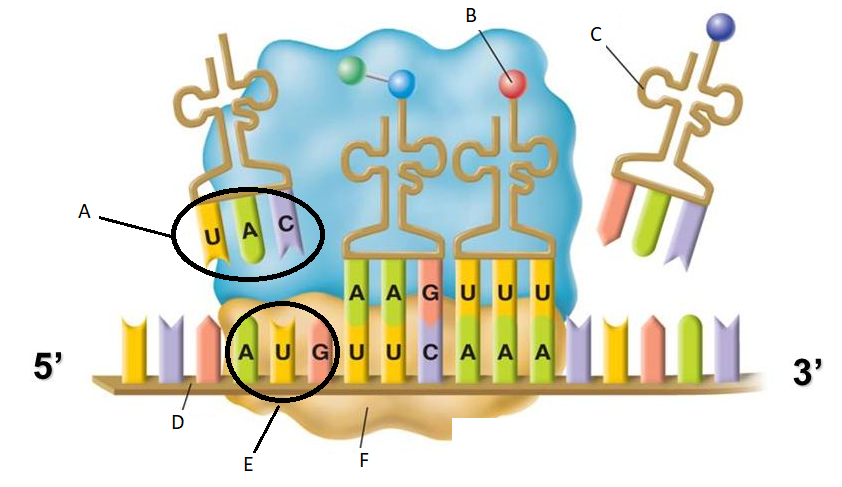 B
C
A
U A C
A A G U U U
5’
A U G U U C A A A
3’
D
E
F